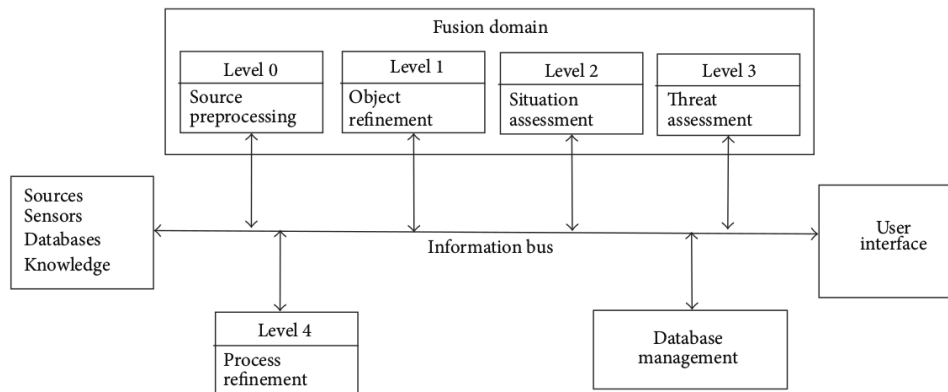 Fusion domain
Level 0
Source
preprocessing
Level 1
Object
refinement
Level 2
Situation
assessment
Level 3
Threat
assessment
Sources
Sensors
Databases
Knowledge
Information bus
User
interface
Level 4
Process
refinement
Database
management